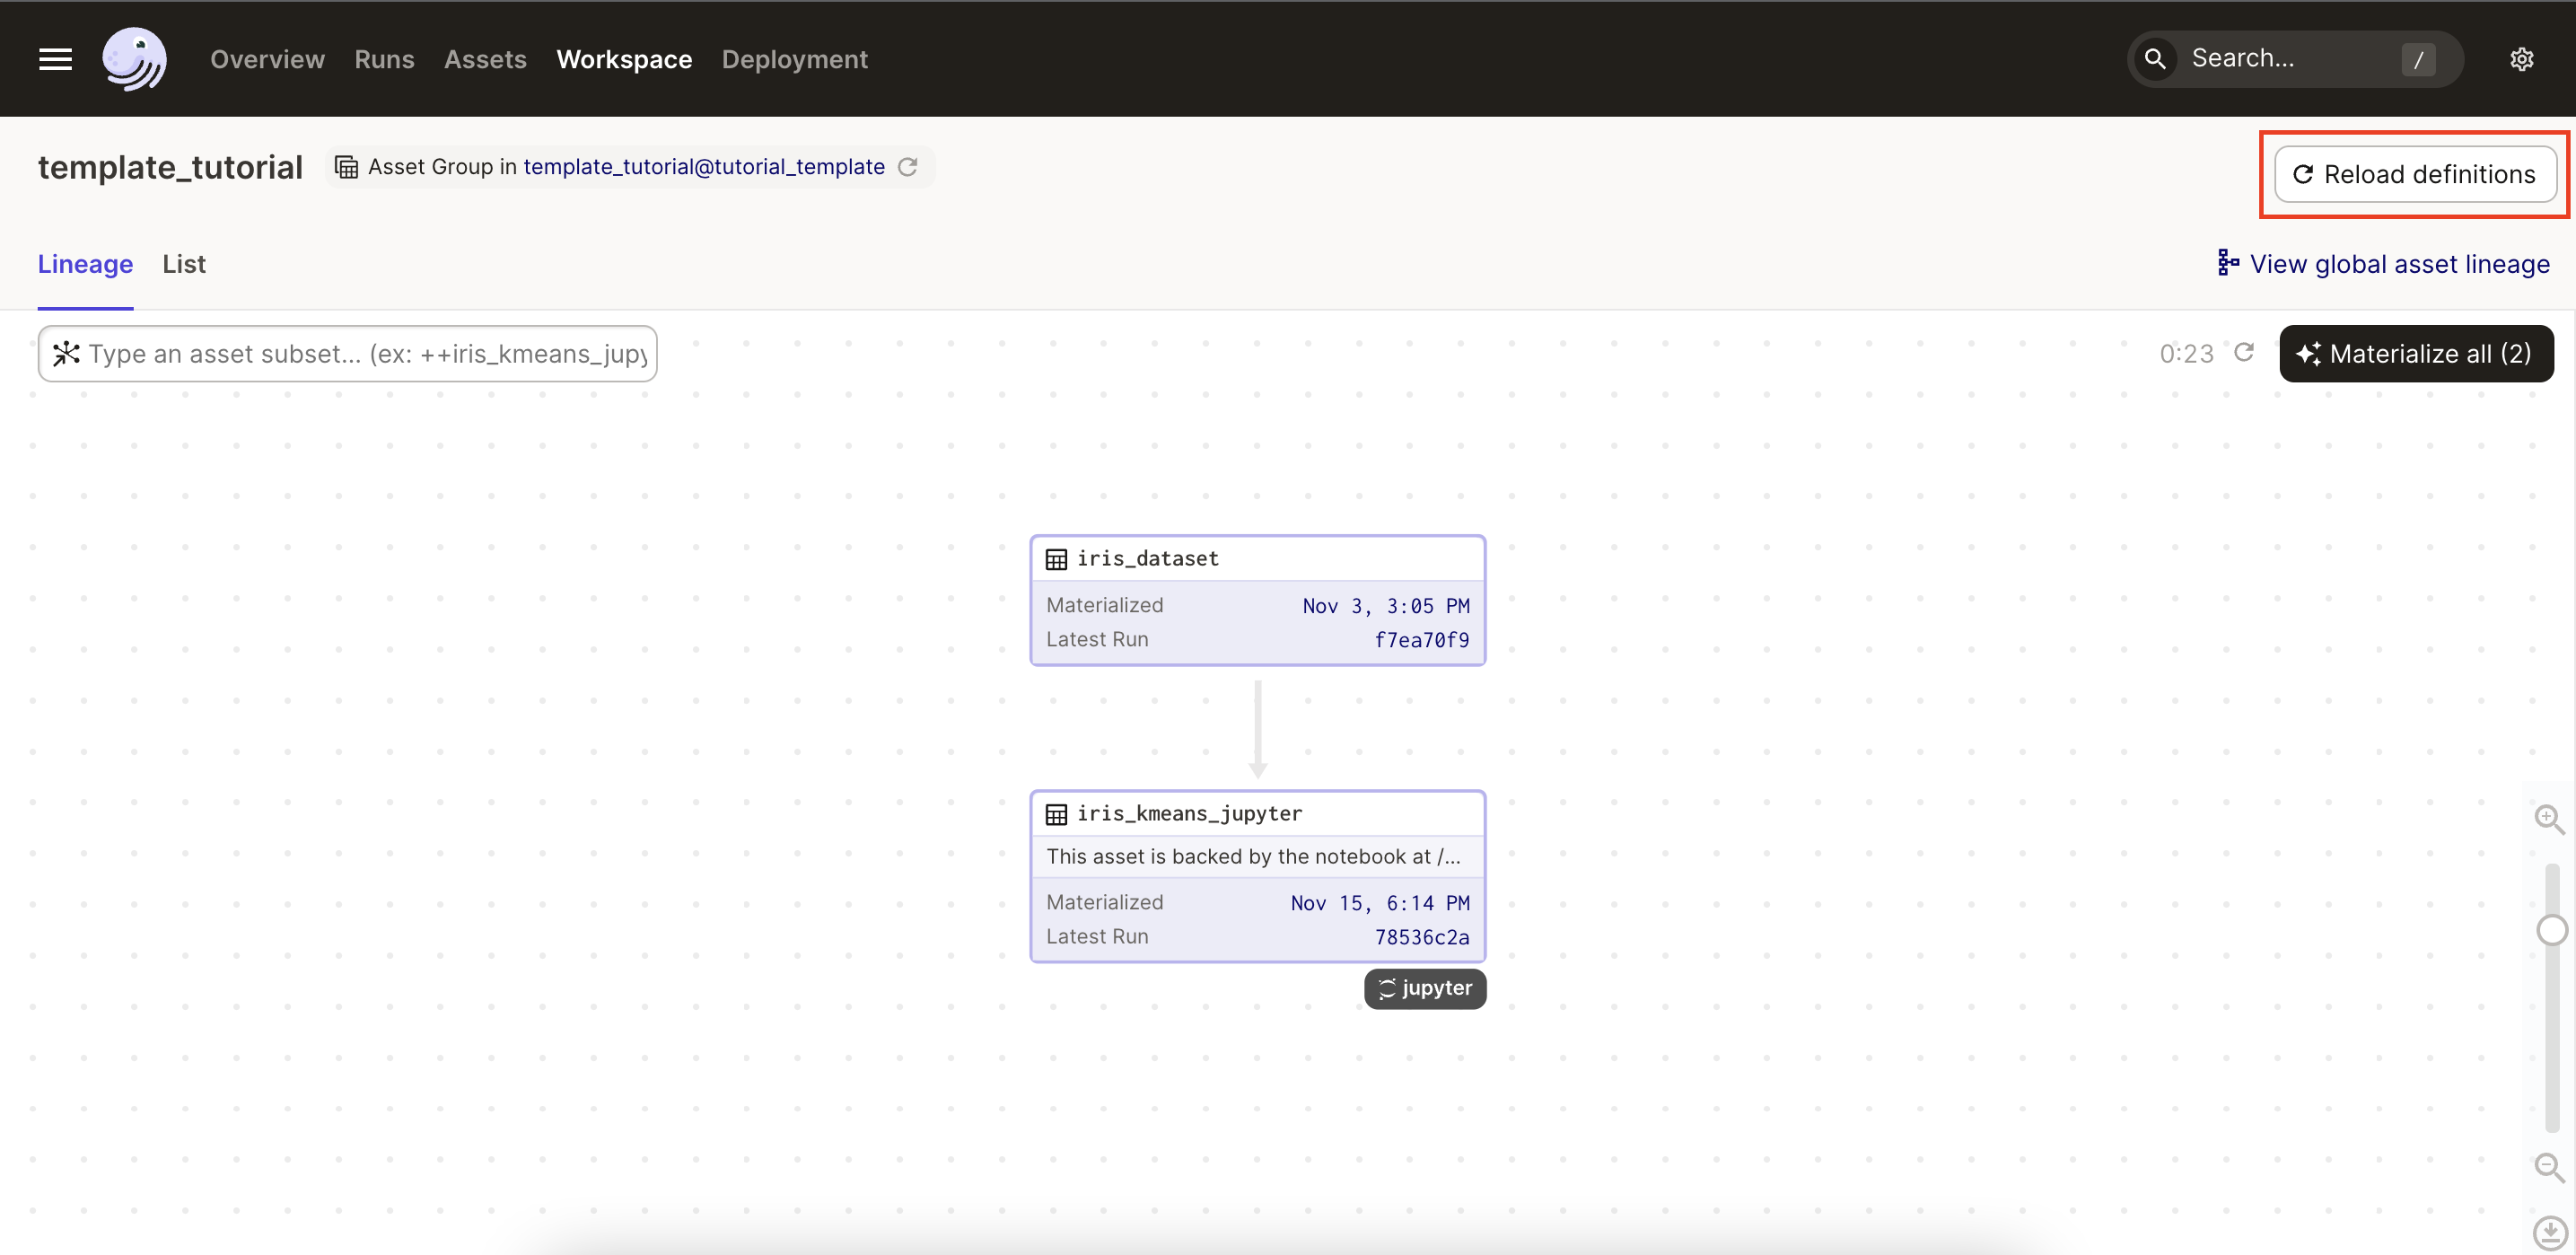 Overview Runs Assets Workspace Deployment Search... /
template_tutorial Asset Group in template_tutorial@tutorial_template Reload definitions
Lineage List View global asset lineage
Type an asset subset... (ex: ++iris_kmeans_jupy 0:23 Materialize all (2)
iris_dataset
Materialized Nov 3, 3:05 PM
Latest Run f7ea70f9
iris_kmeans_jupyter
This asset is backed by the notebook at /...
Materialized Nov 15, 6:14 PM
Latest Run 78536c2a
jupyter